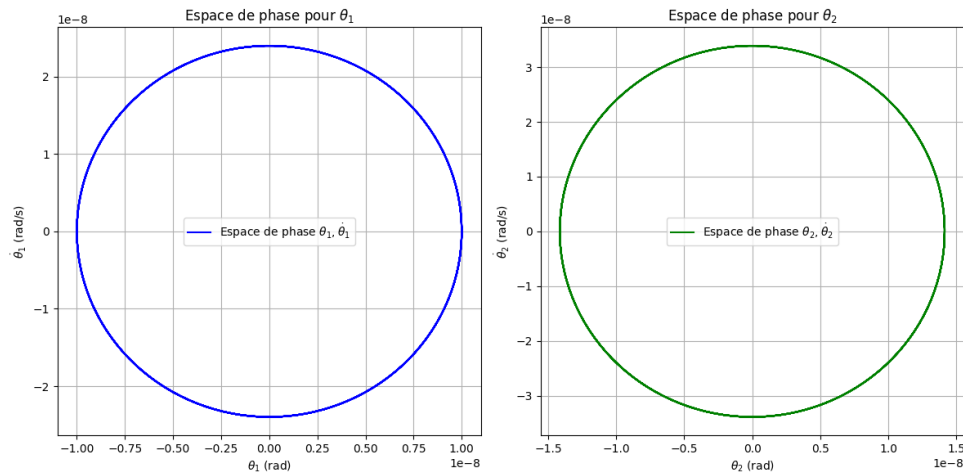 Espace de phase pour θ₁
1e−8
2
1
0
−1
−2
θ̇₁ (rad/s)
Espace de phase θ₁, θ̇₁
−1.00 −0.75 −0.50 −0.25 0.00 0.25 0.50 0.75 1.00
1e−8
θ₁ (rad)
Espace de phase pour θ₂
1e−8
3
2
1
0
−1
−2
−3
θ̇₂ (rad/s)
Espace de phase θ₂, θ̇₂
−1.5 −1.0 −0.5 0.0 0.5 1.0 1.5
1e−8
θ₂ (rad)